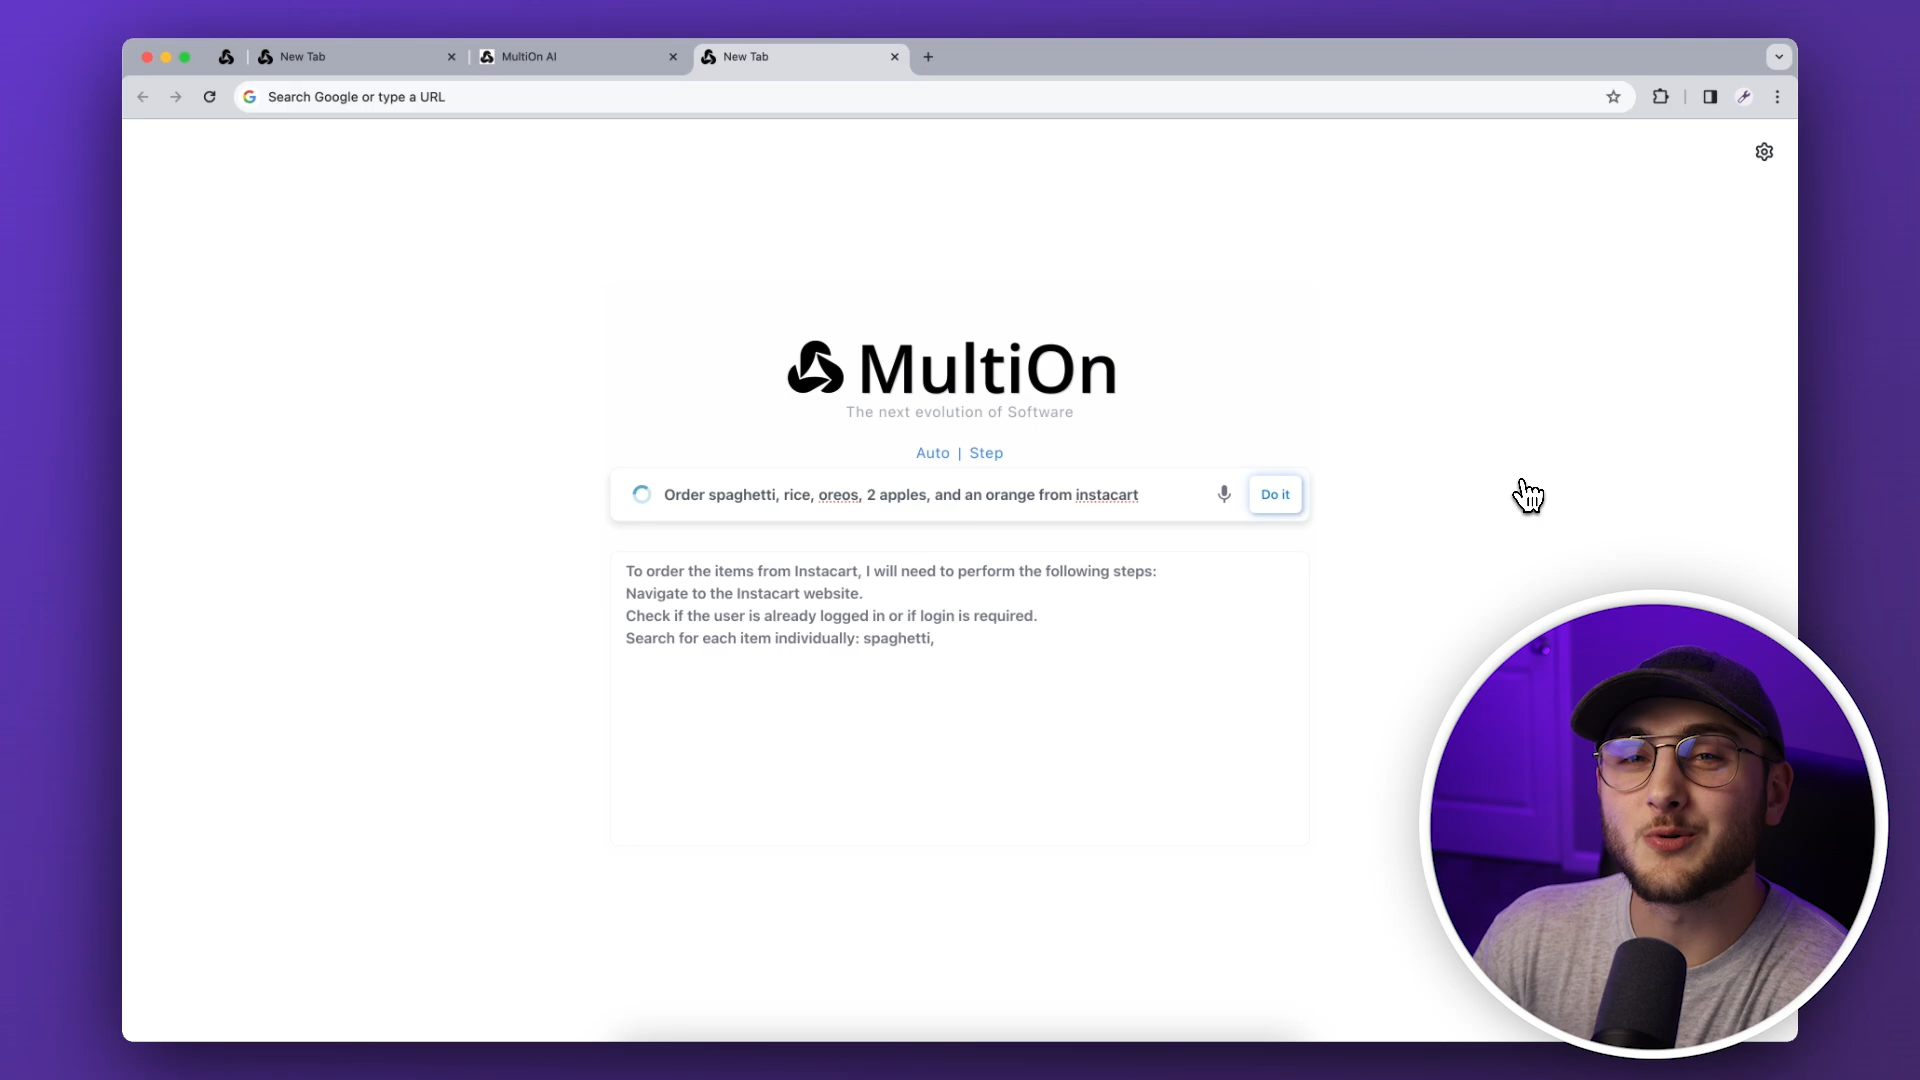 New Tab
MultiOn AI
New Tab
Search Google or type a URL
MultiOn
The next evolution of Software
Auto | Step
Order spaghetti, rice, oreos, 2 apples, and an orange from instacart
Do it
To order the items from Instacart, I will need to perform the following steps:
Navigate to the Instacart website.
Check if the user is already logged in or if login is required.
Search for each item individually: spaghetti,